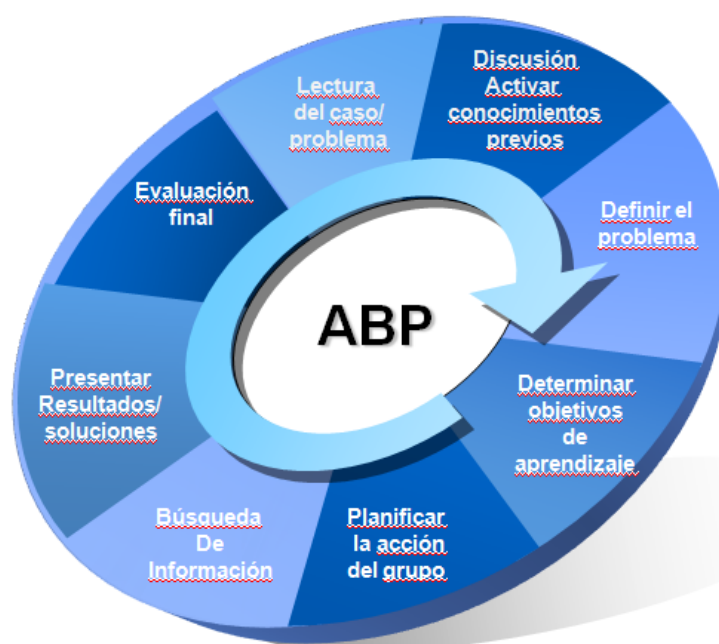 Lectura
del caso/
problema
Discusión
Activar
conocimientos
previos
Definir el
problema
Determinar
objetivos
de
aprendizaje
Planificar
la acción
del grupo
Búsqueda
De
Información
Presentar
Resultados/
soluciones
Evaluación
final
ABP